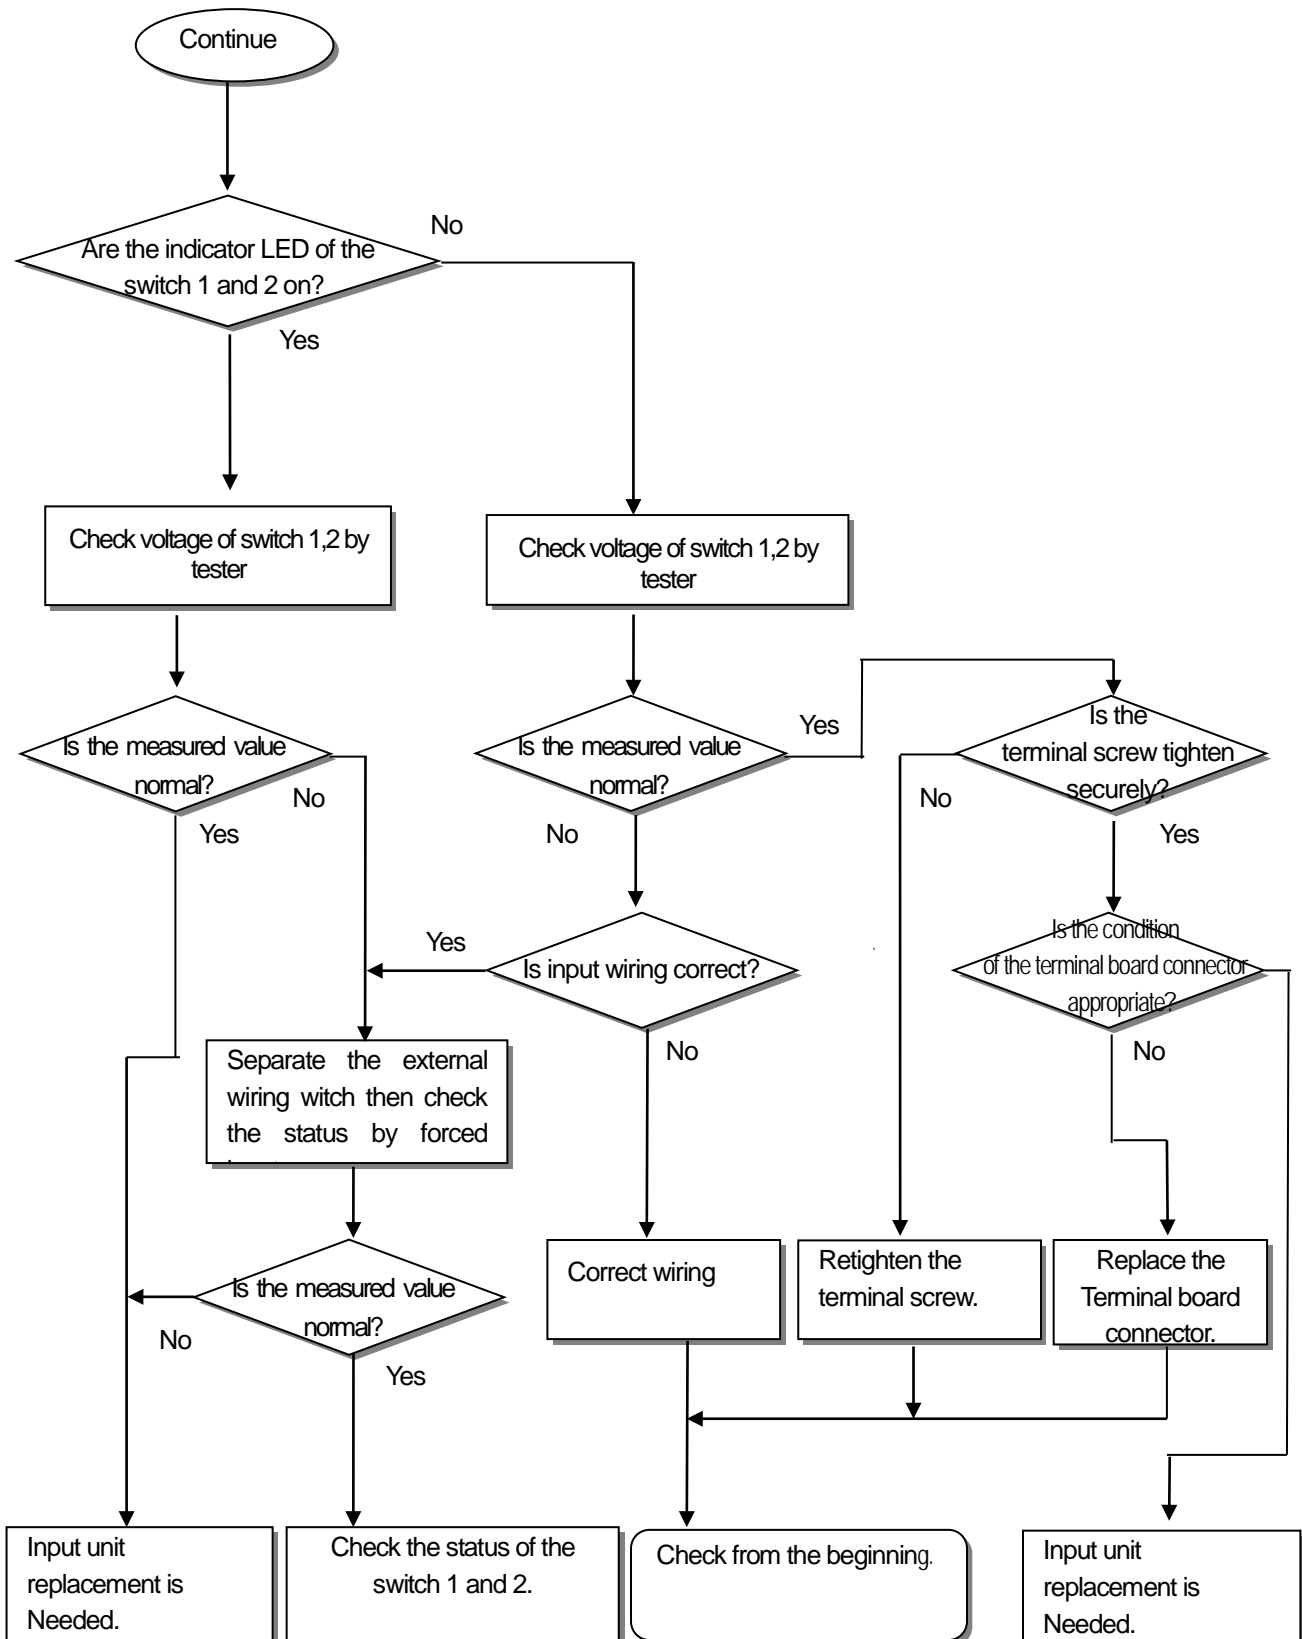 Continue
No
Are the indicator LED of the
switch 1 and 2 on?
Yes
Check voltage of switch 1,2 by
tester
Check voltage of switch 1,2 by
tester
Is the measured value
normal?
No
Yes
Is the measured value
normal?
Yes
No
Is the
terminal screw tighten
securely?
No
Yes
Yes
Is input wiring correct?
No
Is the condition
of the terminal board connector
appropriate?
No
Separate the external
wiring witch then check
the status by forced
Is the measured value
normal?
No
Yes
Correct wiring
Retighten the
terminal screw.
Replace the
Terminal board
connector.
Input unit
replacement is
Needed.
Check the status of the
switch 1 and 2.
Check from the beginning.
Input unit
replacement is
Needed.